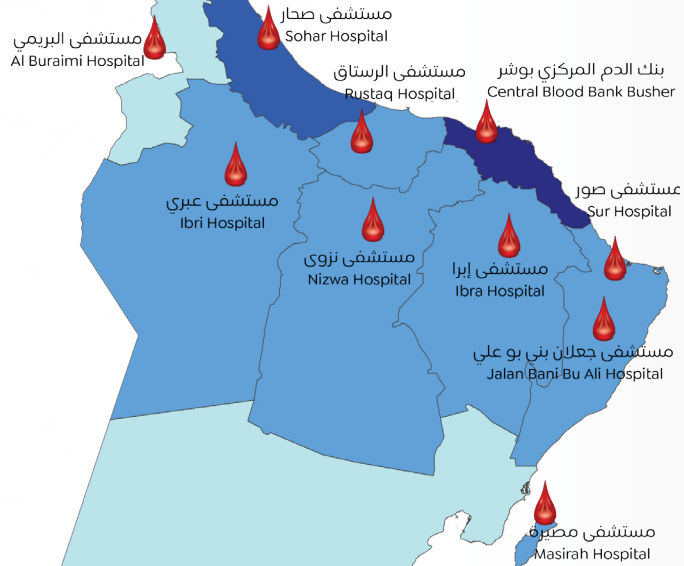 مستشفى صحار
Sohar Hospital
مستشفى البريمي
Al Buraimi Hospital
مستشفى الرستاق
Rustaq Hospital
بنك الدم المركزي بوشر
Central Blood Bank Busher
مستشفى عبري
Ibri Hospital
مستشفى صور
Sur Hospital
مستشفى نزوى
Nizwa Hospital
مستشفى إبرا
Ibra Hospital
مستشفى جعلان بني بو علي
Jalan Bani Bu Ali Hospital
مستشفى مصيرة
Masirah Hospital